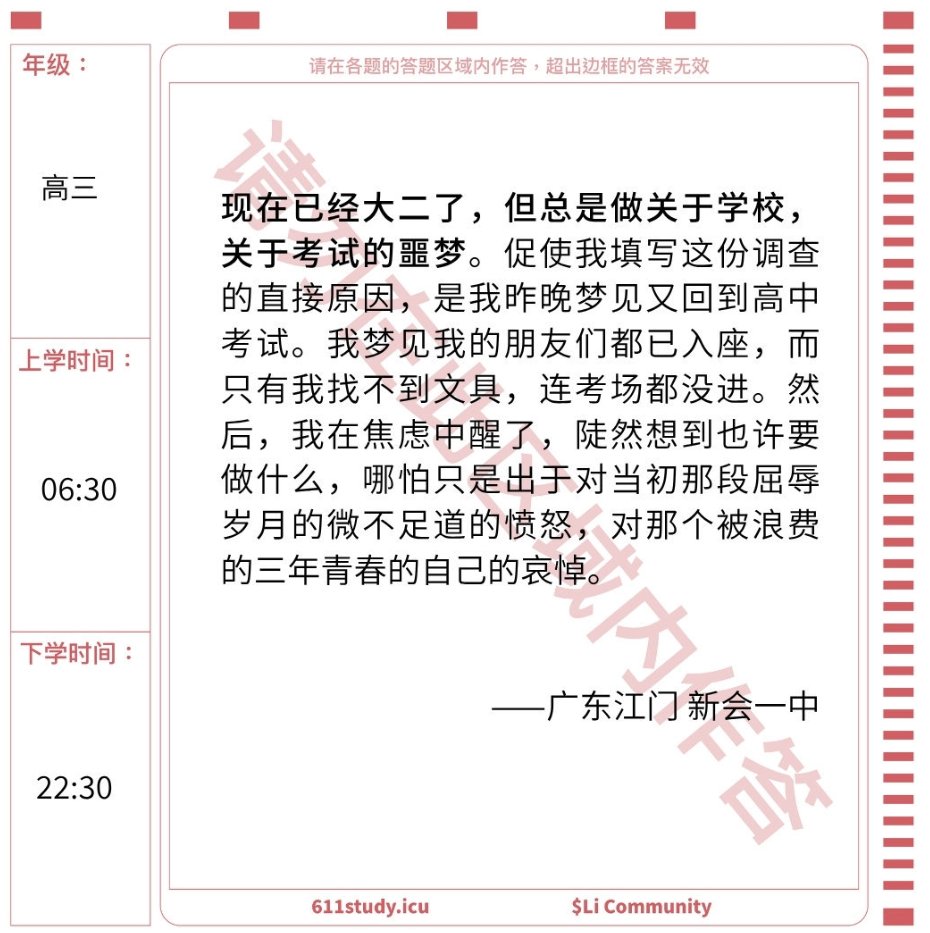 年级：
高三
上学时间：
06:30
下学时间：
22:30
请在各题的答题区域内作答，超出边框的答案无效
请勿在此区域内作答
现在已经大二了，但总是做关于学校，
关于考试的噩梦。促使我填写这份调查
的直接原因，是我昨晚梦见又回到高中
考试。我梦见我的朋友们都已入座，而
只有我找不到文具，连考场都没进。然
后，我在焦虑中醒了，陡然想到也许要
做什么，哪怕只是出于对当初那段屈辱
岁月的微不足道的愤怒，对那个被浪费
的三年青春的自己的哀悼。
——广东江门 新会一中
611study.icu
$Li Community